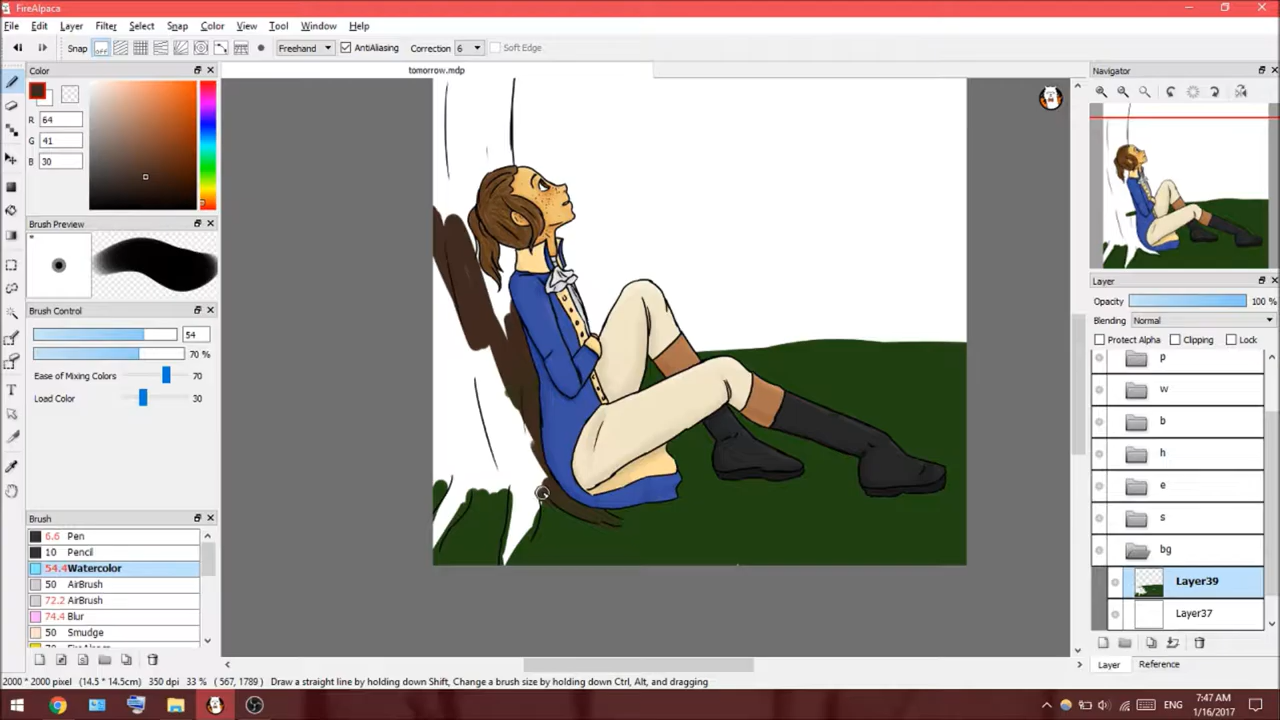 FireAlpaca
File Edit Layer Filter Select Snap Color View Tool Window Help
Snap OFF Freehand AntiAliasing Correction 6 Soft Edge
Color
tomorrow.mdp
Navigator
R 64
G 41
B 30
Brush Preview
Layer
Opacity 100 %
Blending Normal
Brush Control
Protect Alpha Clipping Lock
54
p
70 %
Ease of Mixing Colors 70
w
Load Color 30
b
h
e
Brush
s
6.6 Pen
bg
10 Pencil
54.4 Watercolor
Layer39
50 AirBrush
72.2 AirBrush
Layer37
74.4 Blur
50 Smudge
Layer Reference
2000 * 2000 pixel (14.5 * 14.5cm) 350 dpi 33 % ( 567, 1789 ) Draw a straight line by holding down Shift, Change a brush size by holding down Ctrl, Alt, and dragging
ENG
7:47 AM
1/16/2017